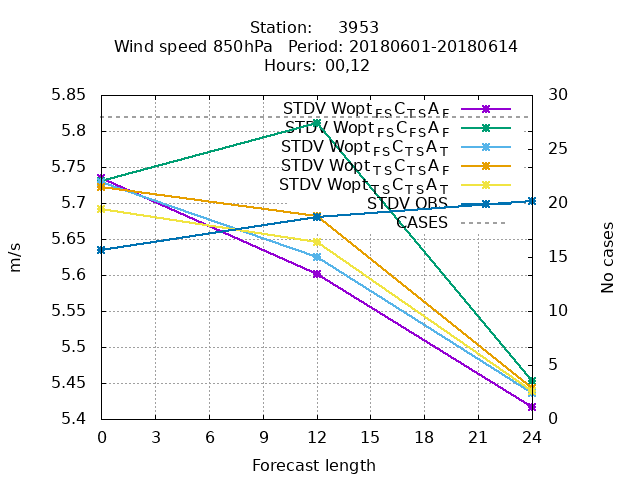 Station: 3953
Wind speed 850hPa Period: 20180601-20180614
Hours: 00,12
5.85
5.8
5.75
5.7
5.65
5.6
5.55
5.5
5.45
5.4
m/s
30
25
20
15
10
5
0
No cases
STDV Wopt FS C TS A F
STDV Wopt FS C FS A F
STDV Wopt FS C TS A T
STDV Wopt TS C TS A F
STDV Wopt TS C TS A T
STDV OBS
CASES
0 3 6 9 12 15 18 21 24
Forecast length